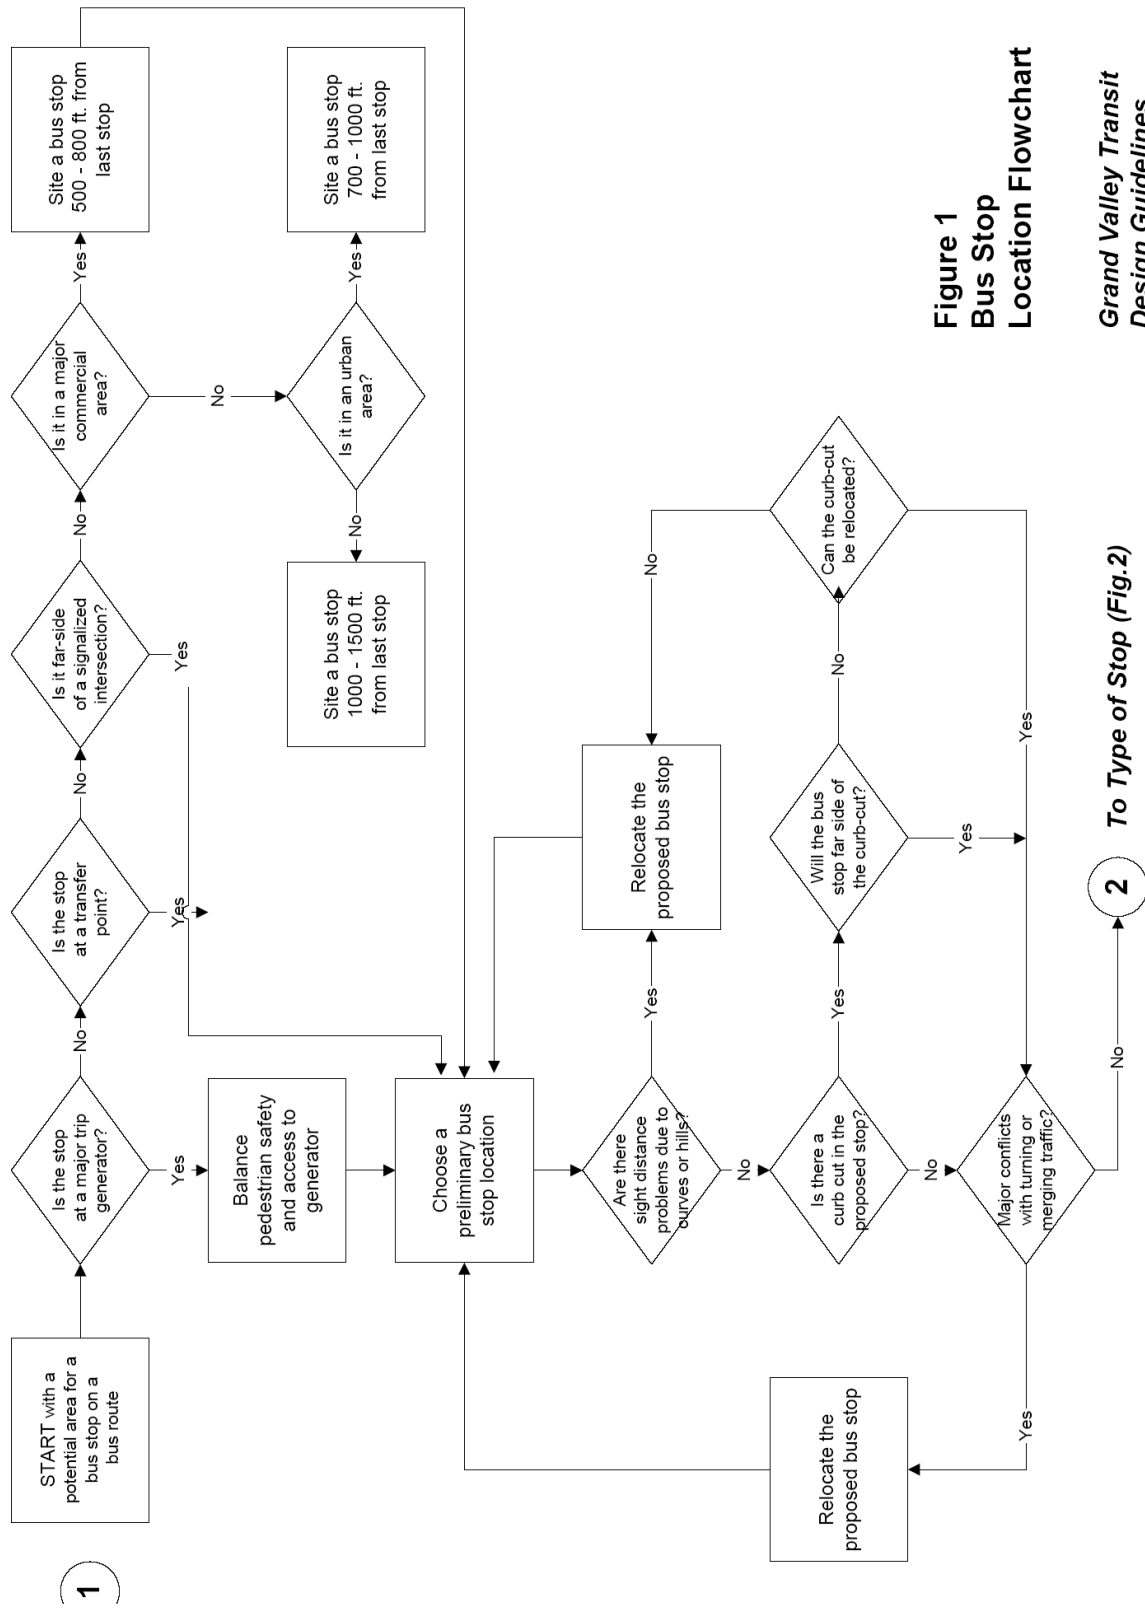 1
START with a
potential area for a
bus stop on a
bus route
Is the stop
at a major trip
generator?
No
Is the stop
at a transfer
point?
No
Is it far-side
of a signalized
intersection?
No
Is it in a major
commercial
area?
Yes
Site a bus stop
500 - 800 ft. from
last stop
Yes
Yes
Yes
No
Balance
pedestrian safety
and access to
generator
Site a bus stop
1000 - 1500 ft.
from last stop
No
Is it in an urban
area?
Yes
Site a bus stop
700 - 1000 ft.
from last stop
Choose a
preliminary bus
stop location
Are there
sight distance
problems due to
curves or hills?
Yes
Relocate the
proposed bus stop
No
No
Relocate the
proposed bus stop
Is there a
curb cut in the
proposed stop?
Yes
Will the bus
stop far side of
the curb-cut?
No
Can the curb-cut
be relocated?
No
Yes
Yes
Major conflicts
with turning or
merging traffic?
Yes
No
2
To Type of Stop (Fig.2)
Figure 1
Bus Stop
Location Flowchart
Grand Valley Transit
Design Guidelines